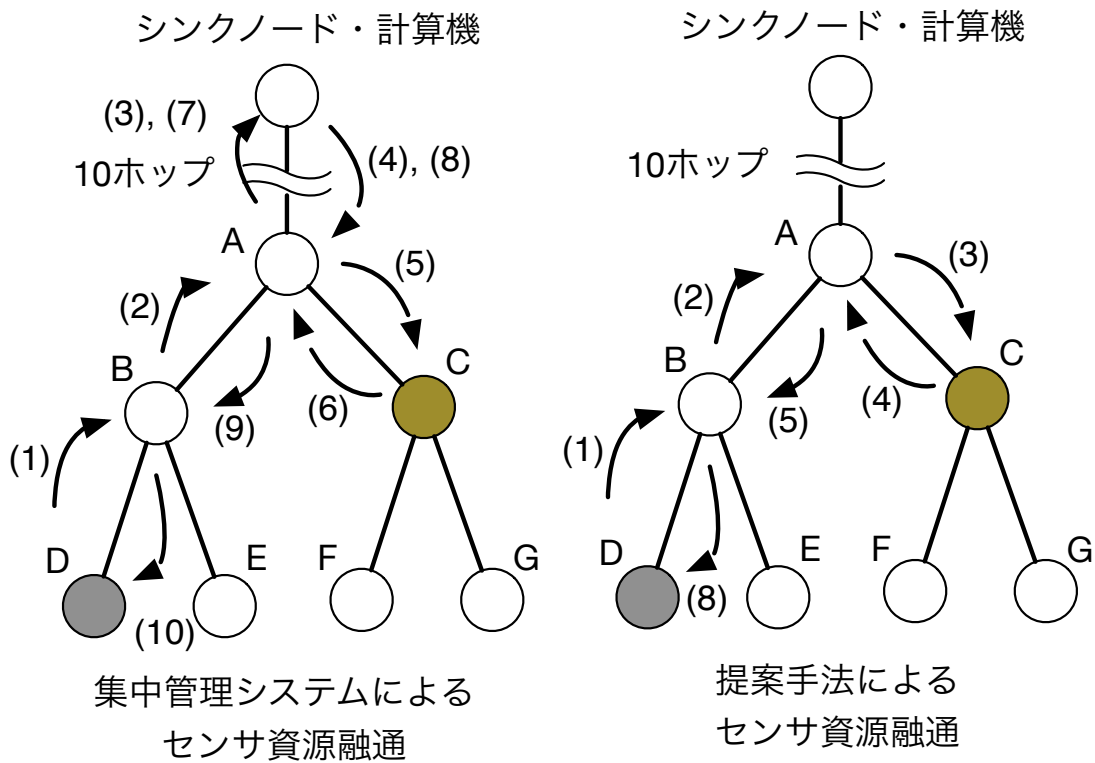 シンクノード・計算機
(3), (7)
(4), (8)
10ホップ
A
(5)
(2)
B
C
(6)
(9)
(1)
D
E
F
G
(10)
集中管理システムによる
センサ資源融通
シンクノード・計算機
10ホップ
A
(3)
(2)
B
C
(4)
(5)
(1)
D
E
F
G
(8)
提案手法による
センサ資源融通